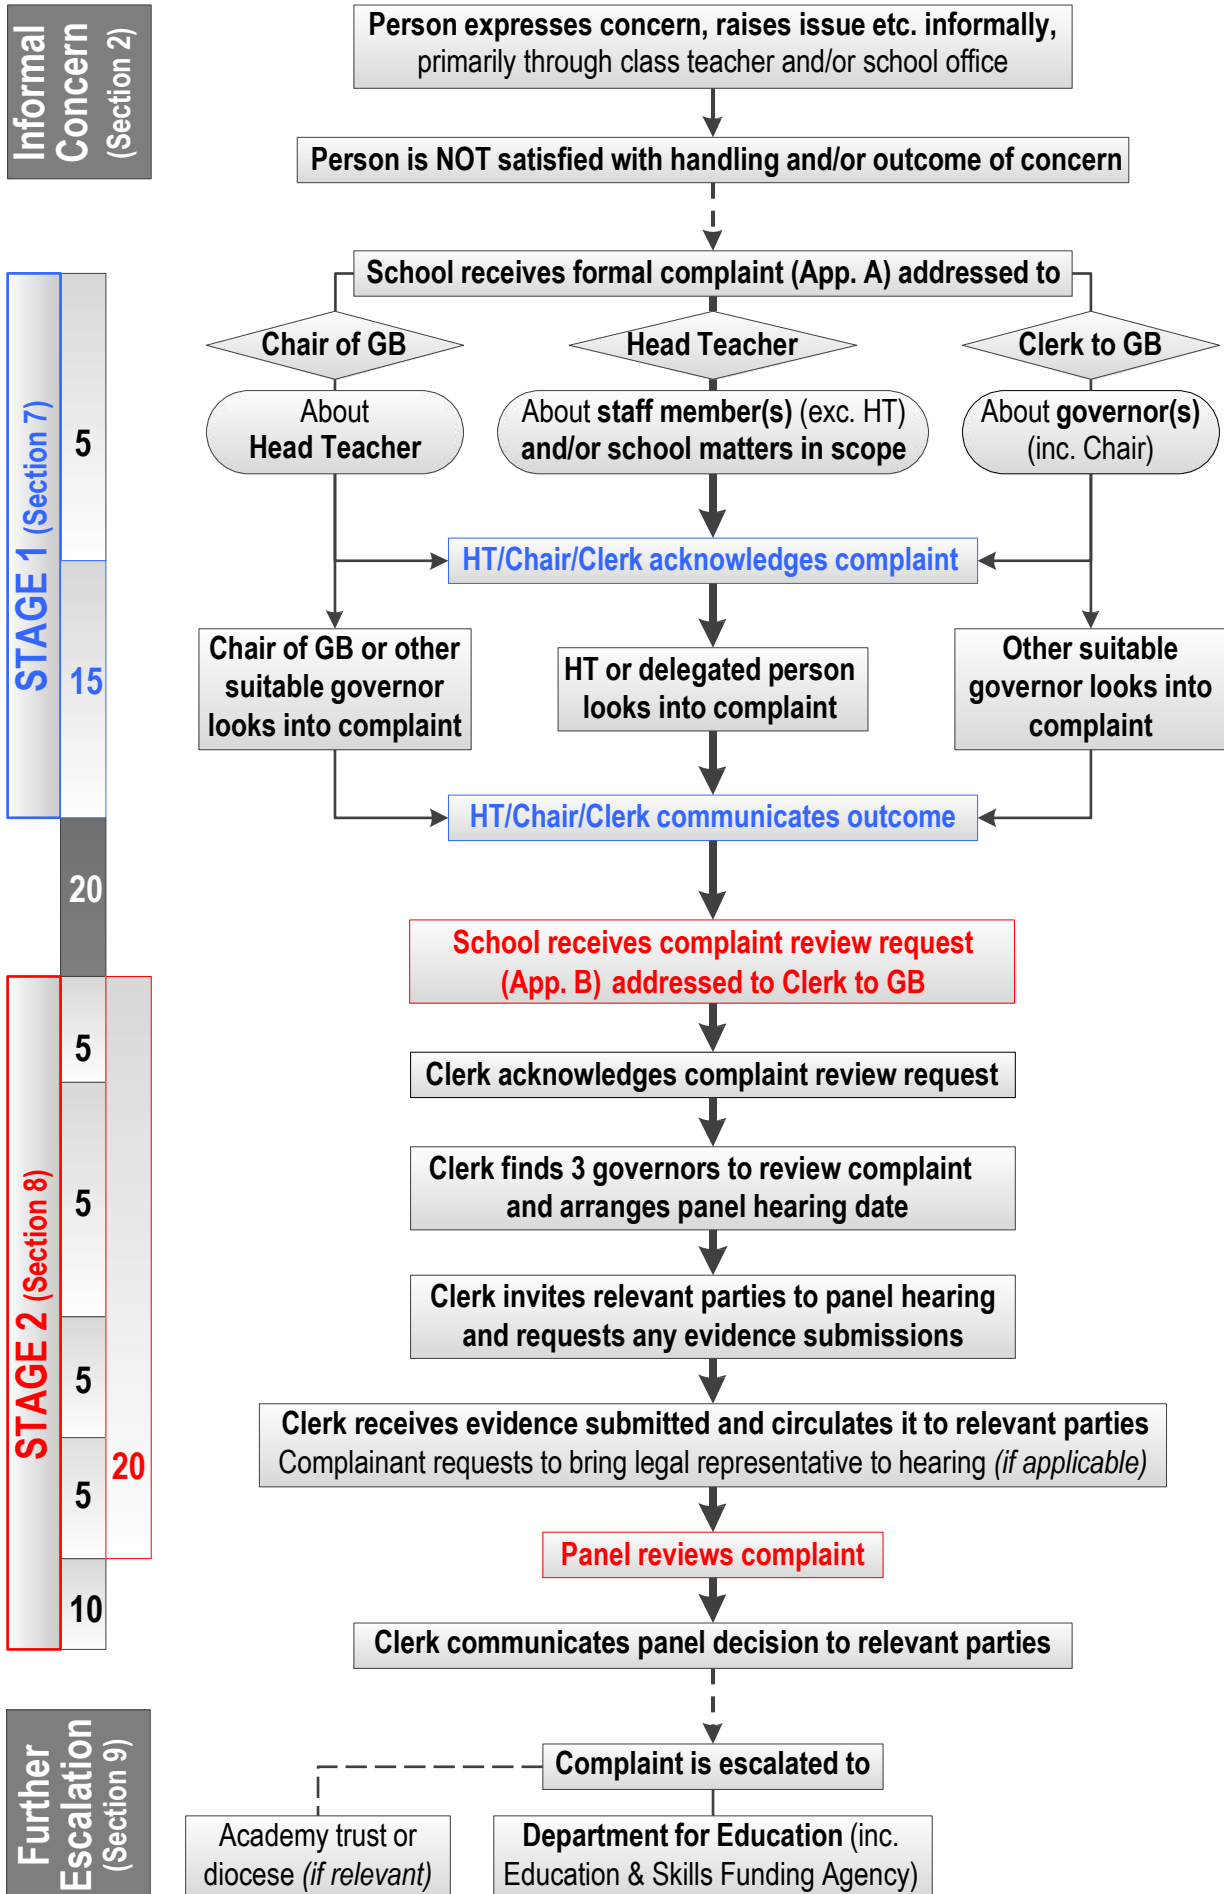 Informal
Concern
(Section 2)
Person expresses concern, raises issue etc. informally,
primarily through class teacher and/or school office
Person is NOT satisfied with handling and/or outcome of concern
STAGE 1 (Section 7)
5
15
School receives formal complaint (App. A) addressed to
Chair of GB
Head Teacher
Clerk to GB
About
Head Teacher
About staff member(s) (exc. HT)
and/or school matters in scope
About governor(s)
(inc. Chair)
HT/Chair/Clerk acknowledges complaint
Chair of GB or other
suitable governor
looks into complaint
HT or delegated person
looks into complaint
Other suitable
governor looks into
complaint
HT/Chair/Clerk communicates outcome
20
STAGE 2 (Section 8)
5
5
5
5
10
20
School receives complaint review request
(App. B) addressed to Clerk to GB
Clerk acknowledges complaint review request
Clerk finds 3 governors to review complaint
and arranges panel hearing date
Clerk invites relevant parties to panel hearing
and requests any evidence submissions
Clerk receives evidence submitted and circulates it to relevant parties
Complainant requests to bring legal representative to hearing (if applicable)
Panel reviews complaint
Clerk communicates panel decision to relevant parties
Further
Escalation
(Section 9)
Complaint is escalated to
Academy trust or
diocese (if relevant)
Department for Education (inc.
Education & Skills Funding Agency)